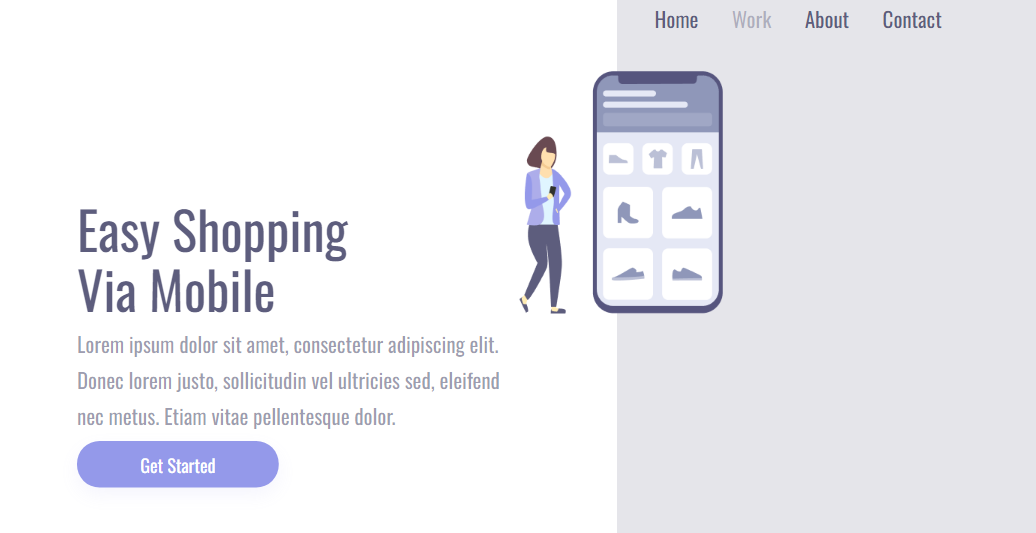 Home Work About Contact
Easy Shopping
Via Mobile
Lorem ipsum dolor sit amet, consectetur adipiscing elit.
Donec lorem justo, sollicitudin vel ultricies sed, eleifend
nec metus. Etiam vitae pellentesque dolor.
Get Started